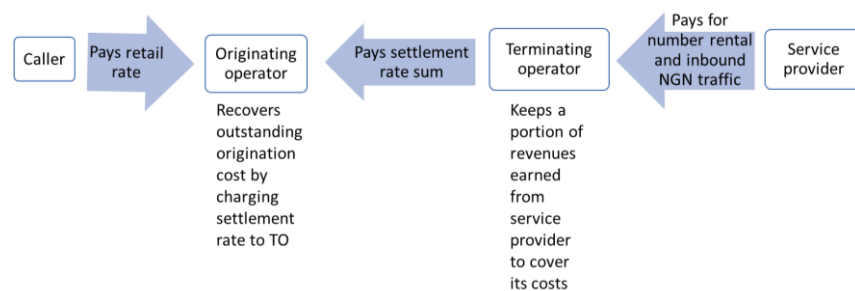 Caller
Pays retail
rate
Originating
operator
Pays settlement
rate sum
Terminating
operator
Pays for
number rental
and inbound
NGN traffic
Service
provider
Recovers
outstanding
origination
cost by
charging
settlement
rate to TO
Keeps a
portion of
revenues
earned
from
service
provider
to cover
its costs